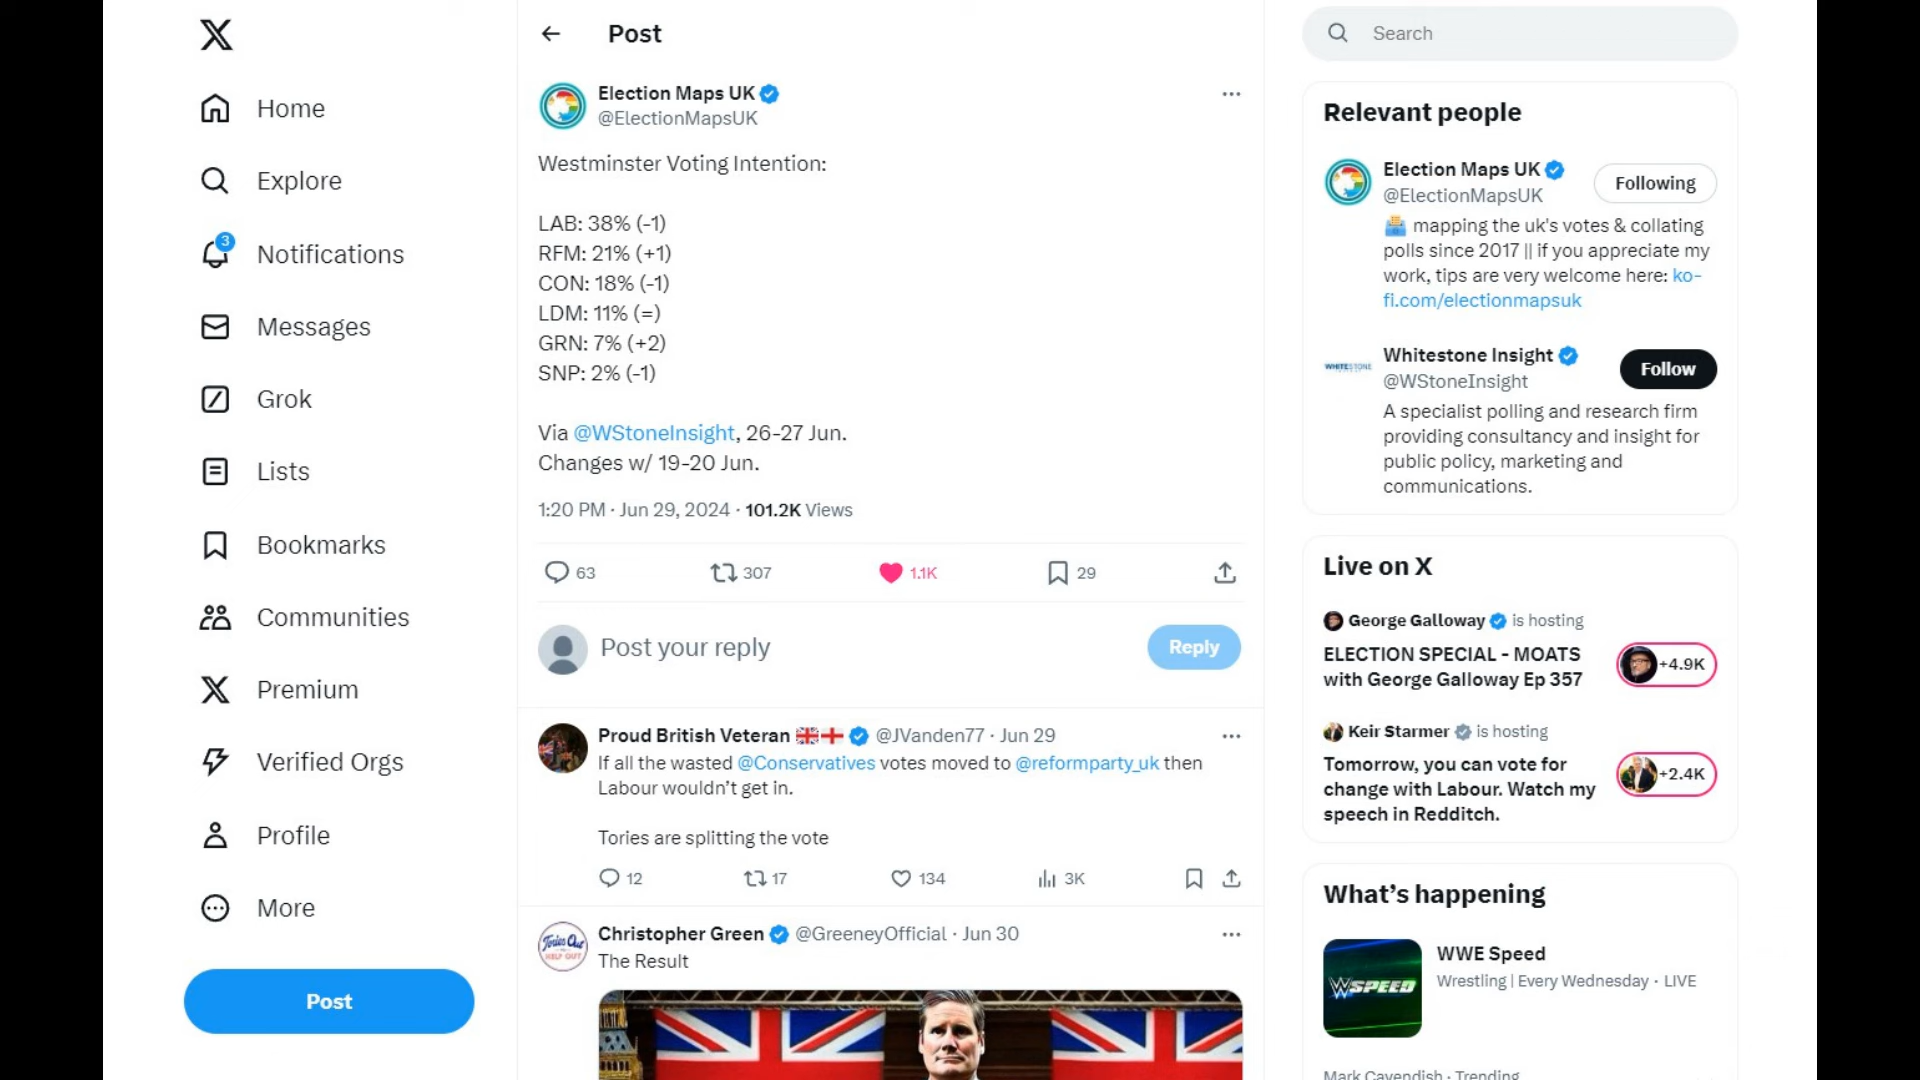 Home
Explore
3
Notifications
Messages
Grok
Lists
Bookmarks
Communities
Premium
Verified Orgs
Profile
More
Post
Post
Election Maps UK
@ElectionMapsUK
Westminster Voting Intention:
LAB: 38% (-1)
RFM: 21% (+1)
CON: 18% (-1)
LDM: 11% (=)
GRN: 7% (+2)
SNP: 2% (-1)
Via @WStoneInsight, 26-27 Jun.
Changes w/ 19-20 Jun.
1:20 PM · Jun 29, 2024 · 101.2K Views
63 307 1.1K 29
Post your reply
Reply
Proud British Veteran @JVanden77 · Jun 29
If all the wasted @Conservatives votes moved to @reformparty_uk then
Labour wouldn’t get in.
Tories are splitting the vote
12 17 134 3K
Christopher Green @GreeneyOfficial · Jun 30
Tories Out
HELP OUT
The Result
Search
Relevant people
Election Maps UK
@ElectionMapsUK
Following
mapping the uk's votes & collating
polls since 2017 || if you appreciate my
work, tips are very welcome here: ko-
fi.com/electionmapsuk
WHITESTONE
Whitestone Insight
@WStoneInsight
Follow
A specialist polling and research firm
providing consultancy and insight for
public policy, marketing and
communications.
Live on X
George Galloway is hosting
ELECTION SPECIAL - MOATS
with George Galloway Ep 357
+4.9K
Keir Starmer is hosting
Tomorrow, you can vote for
change with Labour. Watch my
speech in Redditch.
+2.4K
What’s happening
WSPEED
WWE Speed
Wrestling | Every Wednesday · LIVE
Mark Cavendish · Trending